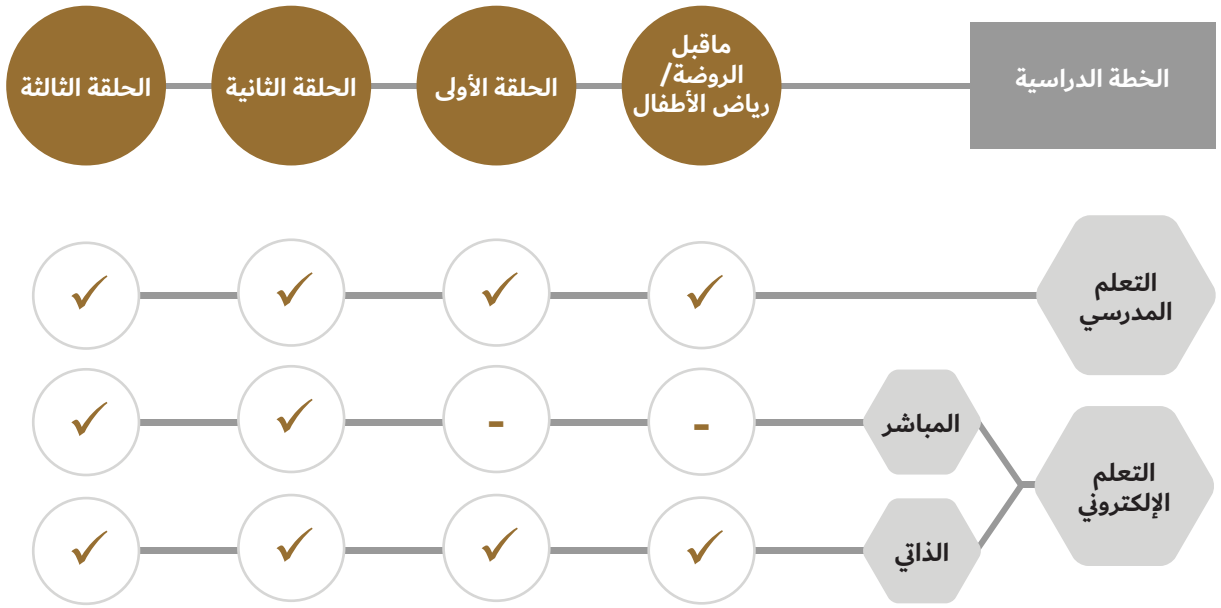 الخطة الدراسية
ماقبل
الروضة/
رياض الأطفال
الحلقة الأولى
الحلقة الثانية
الحلقة الثالثة
التعلم
المدرسي
✓ ✓ ✓ ✓
التعلم
الإلكتروني
المباشر
- - ✓ ✓
الذاتي
✓ ✓ ✓ ✓